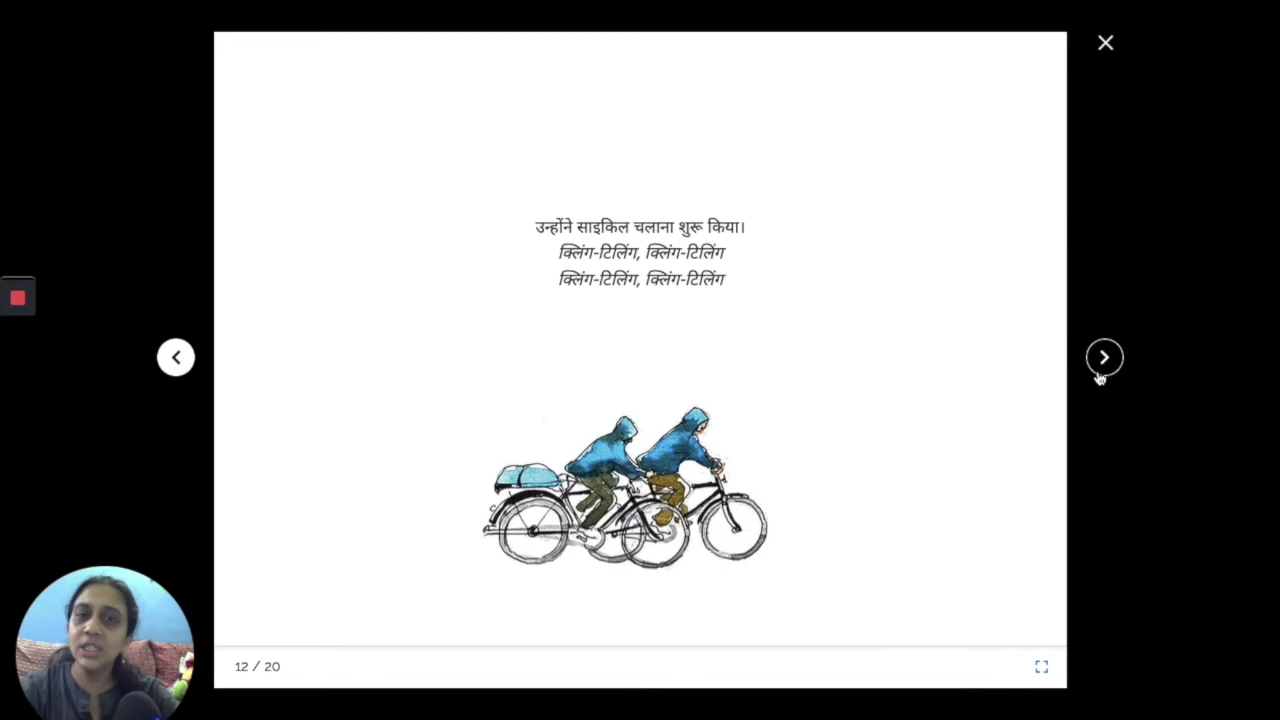 उन्होंने साइकिल चलाना शुरू किया।
क्लिंग-टिलिंग, क्लिंग-टिलिंग
क्लिंग-टिलिंग, क्लिंग-टिलिंग
12 / 20